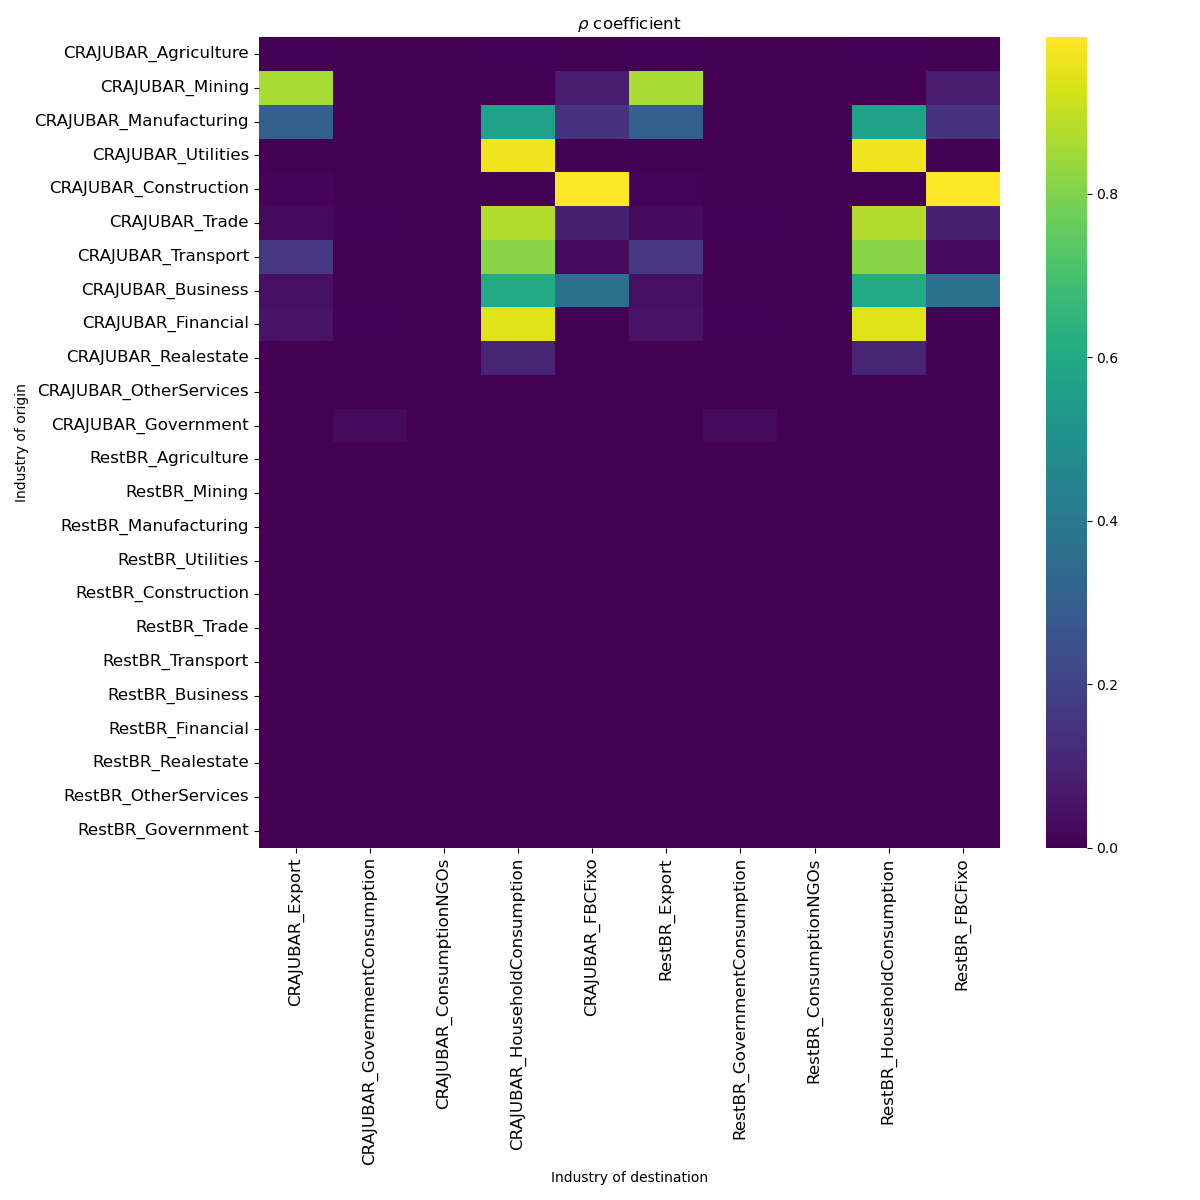 ρ coefficient
CRAJUBAR_Agriculture
CRAJUBAR_Mining
CRAJUBAR_Manufacturing
CRAJUBAR_Utilities
CRAJUBAR_Construction
CRAJUBAR_Trade
CRAJUBAR_Transport
CRAJUBAR_Business
CRAJUBAR_Financial
CRAJUBAR_Realestate
CRAJUBAR_OtherServices
CRAJUBAR_Government
RestBR_Agriculture
RestBR_Mining
RestBR_Manufacturing
RestBR_Utilities
RestBR_Construction
RestBR_Trade
RestBR_Transport
RestBR_Business
RestBR_Financial
RestBR_Realestate
RestBR_OtherServices
RestBR_Government
Industry of origin
0.8
0.6
0.4
0.2
0.0
CRAJUBAR_Export
CRAJUBAR_GovernmentConsumption
CRAJUBAR_ConsumptionNGOs
CRAJUBAR_HouseholdConsumption
CRAJUBAR_FBCFixo
RestBR_Export
RestBR_GovernmentConsumption
RestBR_ConsumptionNGOs
RestBR_HouseholdConsumption
RestBR_FBCFixo
Industry of destination